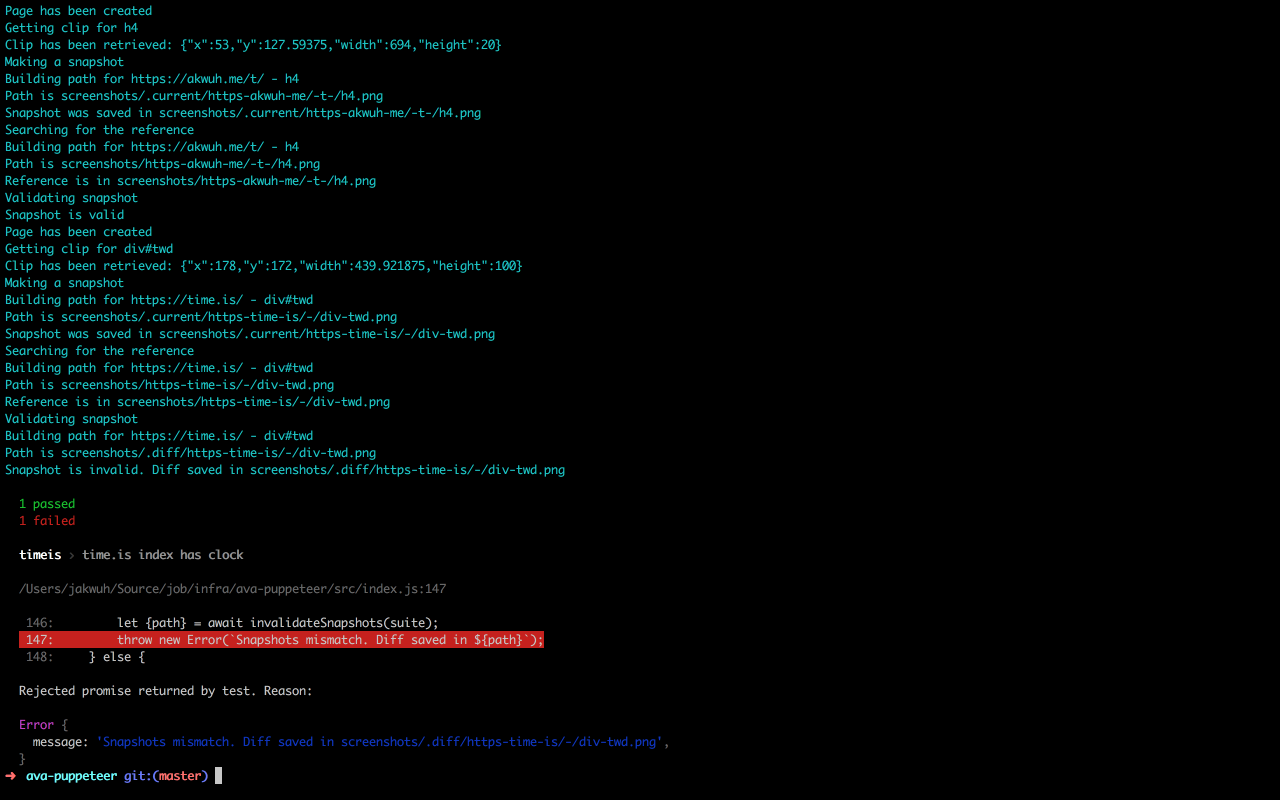 Page has been created
Getting clip for h4
Clip has been retrieved: {"x":53,"y":127.59375,"width":694,"height":20}
Making a snapshot
Building path for https://akwuh.me/t/ - h4
Path is screenshots/.current/https-akwuh-me/-t-/h4.png
Snapshot was saved in screenshots/.current/https-akwuh-me/-t-/h4.png
Searching for the reference
Building path for https://akwuh.me/t/ - h4
Path is screenshots/https-akwuh-me/-t-/h4.png
Reference is in screenshots/https-akwuh-me/-t-/h4.png
Validating snapshot
Snapshot is valid
Page has been created
Getting clip for div#twd
Clip has been retrieved: {"x":178,"y":172,"width":439.921875,"height":100}
Making a snapshot
Building path for https://time.is/ - div#twd
Path is screenshots/.current/https-time-is/-/div-twd.png
Snapshot was saved in screenshots/.current/https-time-is/-/div-twd.png
Searching for the reference
Building path for https://time.is/ - div#twd
Path is screenshots/https-time-is/-/div-twd.png
Reference is in screenshots/https-time-is/-/div-twd.png
Validating snapshot
Building path for https://time.is/ - div#twd
Path is screenshots/.diff/https-time-is/-/div-twd.png
Snapshot is invalid. Diff saved in screenshots/.diff/https-time-is/-/div-twd.png
1 passed
1 failed
timeis › time.is index has clock
/Users/jakwuh/Source/job/infra/ava-puppeteer/src/index.js:147
146: let {path} = await invalidateSnapshots(suite);
147: throw new Error(`Snapshots mismatch. Diff saved in ${path}`);
148: } else {
Rejected promise returned by test. Reason:
Error {
message: 'Snapshots mismatch. Diff saved in screenshots/.diff/https-time-is/-/div-twd.png',
}
➜ ava-puppeteer git:(master)